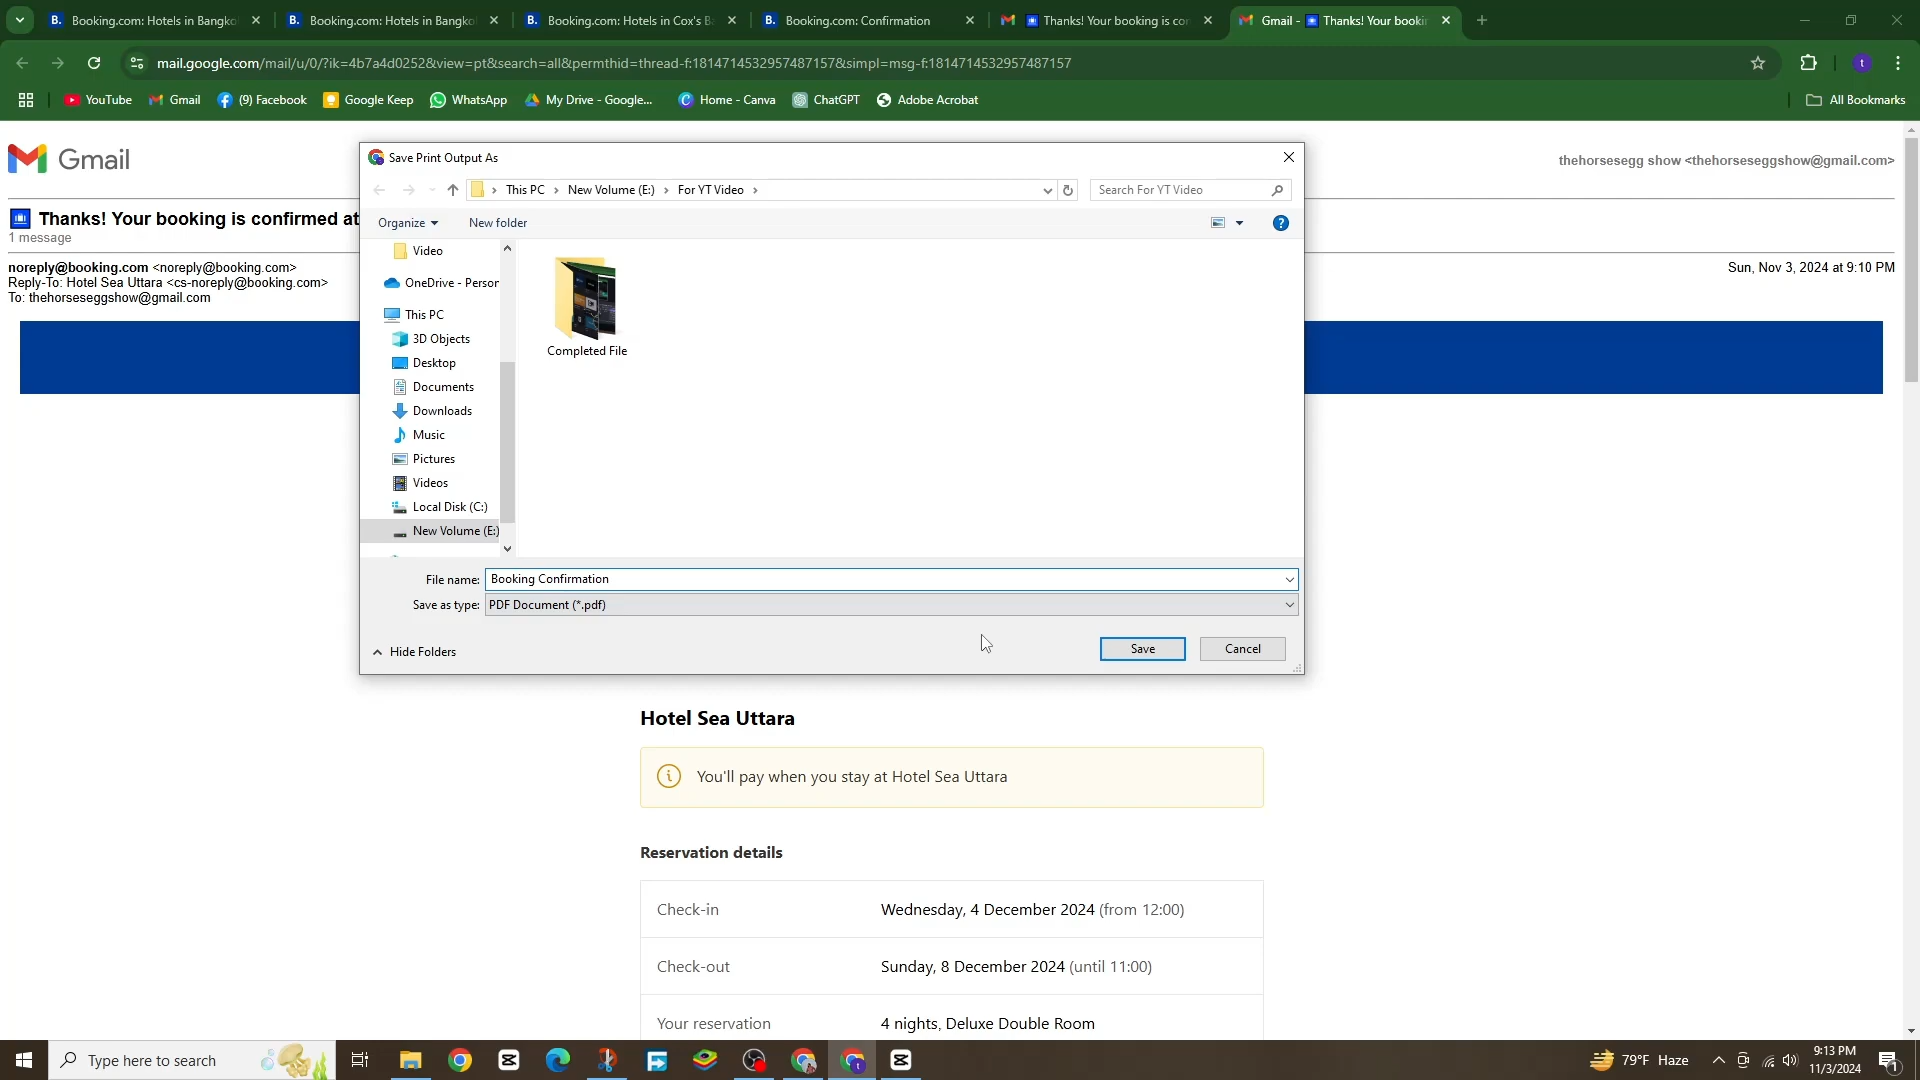 Booking.com: Hotels in Bangko
Booking.com: Hotels in Bangko
Booking.com: Hotels in Cox's B
Booking.com: Confirmation
Thanks! Your booking is co
Gmail - Thanks! Your bookin
mail.google.com/mail/u/0/?ik=4b7a4d0252&view=pt&search=all&permthid=thread-f:1814714532957487157&simpl=msg-f:1814714532957487157
t
YouTube
Gmail
(9) Facebook
Google Keep
WhatsApp
My Drive - Google...
Home - Canva
ChatGPT
Adobe Acrobat
All Bookmarks
Gmail
thehorsesegg show <thehorseseggshow@gmail.com>
Thanks! Your booking is confirmed at
1 message
noreply@booking.com <noreply@booking.com>
Sun, Nov 3, 2024 at 9:10 PM
Reply-To: Hotel Sea Uttara <cs-noreply@booking.com>
To: thehorseseggshow@gmail.com
Save Print Output As
This PC
New Volume (E:)
For YT Video
Search For YT Video
Organize
New folder
Video
OneDrive - Person
This PC
3D Objects
Desktop
Documents
Downloads
Music
Pictures
Videos
Local Disk (C:)
New Volume (E:)
Completed File
File name: Booking Confirmation
Save as type: PDF Document (*.pdf)
Hide Folders
Save
Cancel
Hotel Sea Uttara
You'll pay when you stay at Hotel Sea Uttara
Reservation details
Check-in Wednesday, 4 December 2024 (from 12:00)
Check-out Sunday, 8 December 2024 (until 11:00)
Your reservation 4 nights, Deluxe Double Room
Type here to search
79°F Haze
9:13 PM
11/3/2024
1